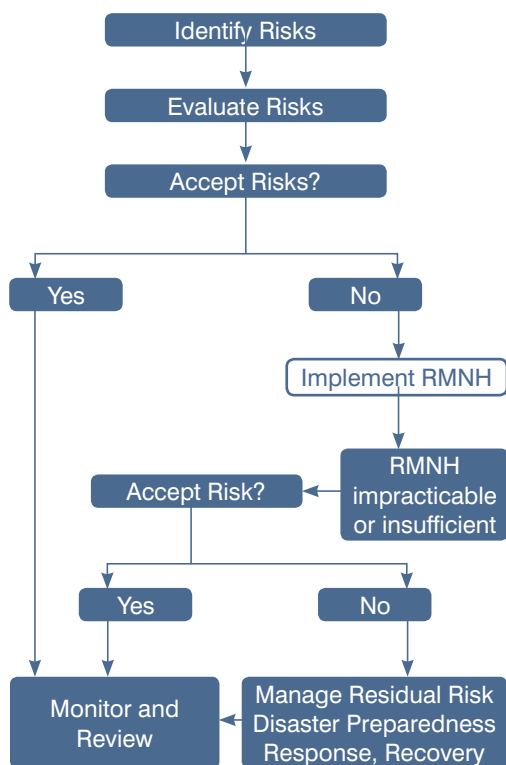 Identify Risks
Evaluate Risks
Accept Risks?
Yes
No
Implement RMNH
RMNH
impracticable
or insufficient
Accept Risk?
Yes
No
Monitor and
Review
Manage Residual Risk
Disaster Preparedness
Response, Recovery